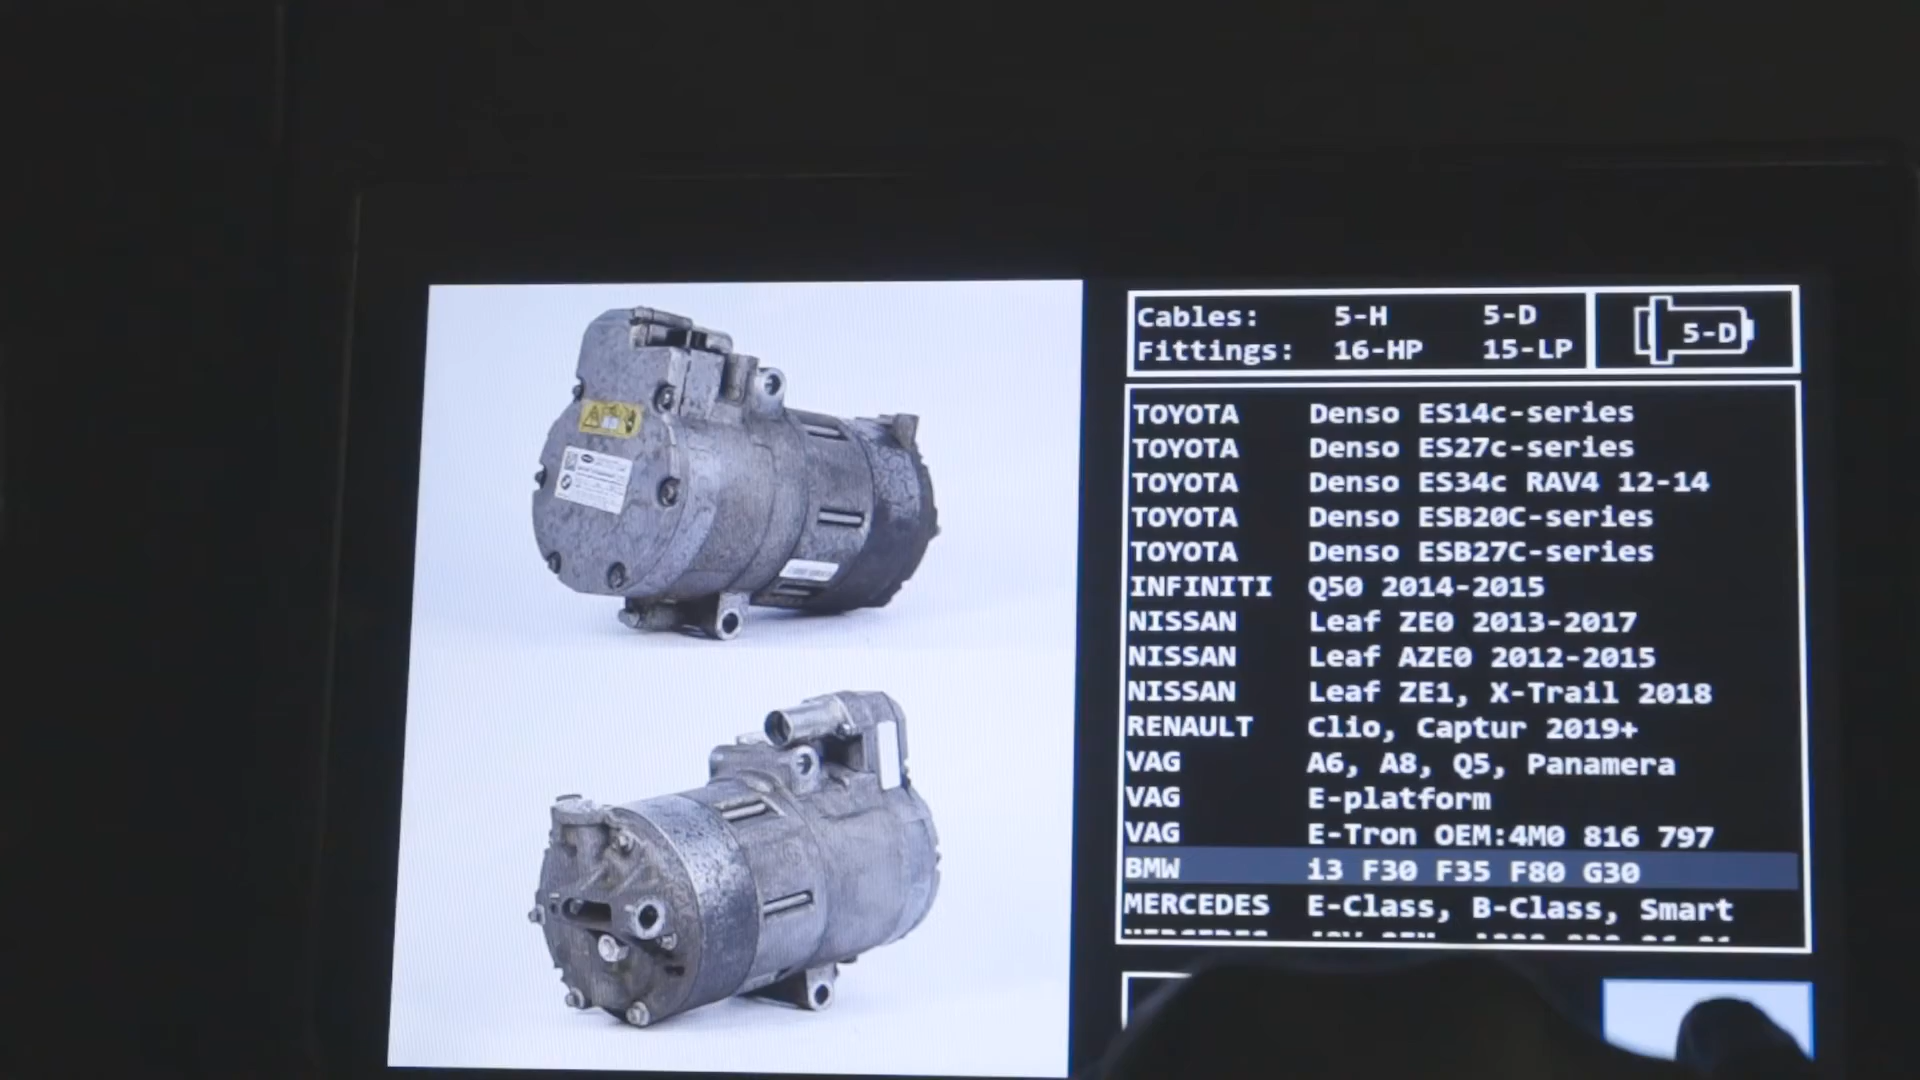 Cables: 5-H 5-D
Fittings: 16-HP 15-LP
5-D
TOYOTA Denso ES14c-series
TOYOTA Denso ES27c-series
TOYOTA Denso ES34c RAV4 12-14
TOYOTA Denso ESB20C-series
TOYOTA Denso ESB27C-series
INFINITI Q50 2014-2015
NISSAN Leaf ZE0 2013-2017
NISSAN Leaf AZE0 2012-2015
NISSAN Leaf ZE1, X-Trail 2018
RENAULT Clio, Captur 2019+
VAG A6, A8, Q5, Panamera
VAG E-platform
VAG E-Tron OEM:4M0 816 797
BMW i3 F30 F35 F80 G30
MERCEDES E-Class, B-Class, Smart